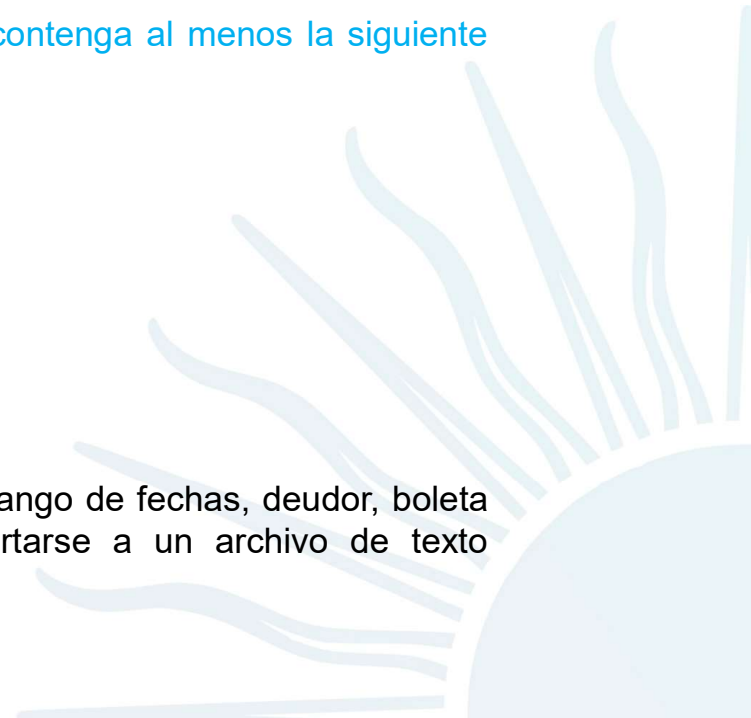 contenga al menos la siguiente
ango de fechas, deudor, boleta
rtarse a un archivo de texto